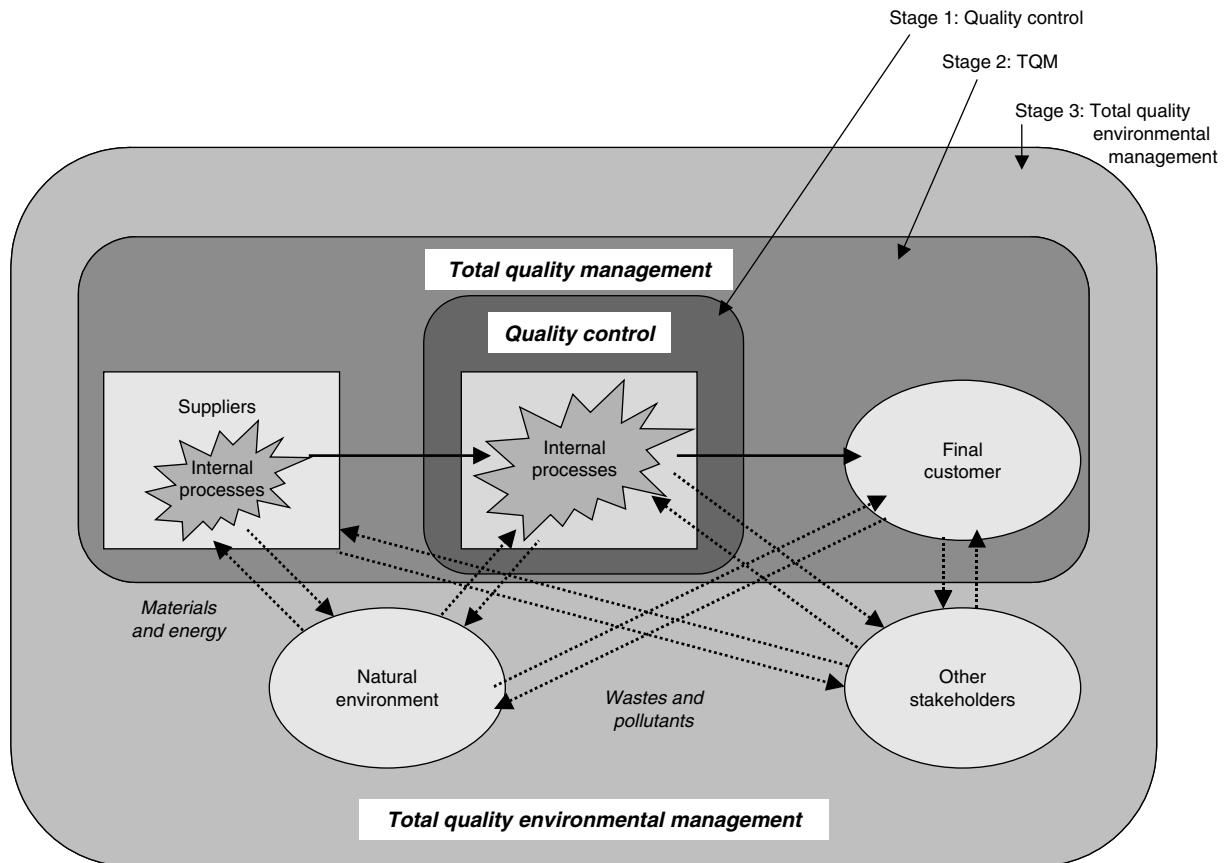 Stage 1: Quality control
Stage 2: TQM
Stage 3: Total quality
environmental
management
Total quality management
Quality control
Suppliers
Internal
processes
Internal
processes
Final
customer
Materials
and energy
Natural
environment
Wastes and
pollutants
Other
stakeholders
Total quality environmental management